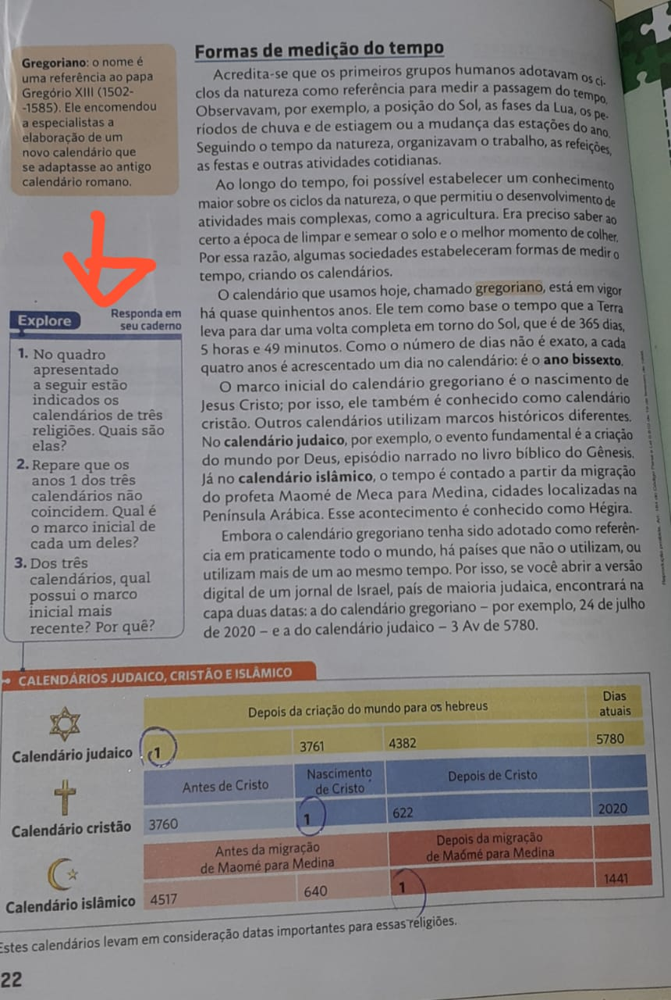 Gregoriano: o nome é
uma referência ao papa
Gregório XIII (1502-
-1585). Ele encomendou
a especialistas a
elaboração de um
novo calendário que
se adaptasse ao antigo
calendário romano.
Formas de medição do tempo
Acredita-se que os primeiros grupos humanos adotavam os ci-
clos da natureza como referência para medir a passagem do tempo.
Observavam, por exemplo, a posição do Sol, as fases da Lua, os pe-
ríodos de chuva e de estiagem ou a mudança das estações do ano.
Seguindo o tempo da natureza, organizavam o trabalho, as refeições,
as festas e outras atividades cotidianas.
Ao longo do tempo, foi possível estabelecer um conhecimento
maior sobre os ciclos da natureza, o que permitiu o desenvolvimento de
atividades mais complexas, como a agricultura. Era preciso saber ao
certo a época de limpar e semear o solo e o melhor momento de colher.
Por essa razão, algumas sociedades estabeleceram formas de medir o
tempo, criando os calendários.
O calendário que usamos hoje, chamado gregoriano, está em vigor
há quase quinhentos anos. Ele tem como base o tempo que a Terra
leva para dar uma volta completa em torno do Sol, que é de 365 dias,
5 horas e 49 minutos. Como o número de dias não é exato, a cada
quatro anos é acrescentado um dia no calendário: é o ano bissexto.
O marco inicial do calendário gregoriano é o nascimento de
Jesus Cristo; por isso, ele também é conhecido como calendário
cristão. Outros calendários utilizam marcos históricos diferentes.
No calendário judaico, por exemplo, o evento fundamental é a criação
do mundo por Deus, episódio narrado no livro bíblico do Gênesis.
Já no calendário islâmico, o tempo é contado a partir da migração
do profeta Maomé de Meca para Medina, cidades localizadas na
Península Arábica. Esse acontecimento é conhecido como Hégira.
Embora o calendário gregoriano tenha sido adotado como referên-
cia em praticamente todo o mundo, há países que não o utilizam, ou
utilizam mais de um ao mesmo tempo. Por isso, se você abrir a versão
digital de um jornal de Israel, país de maioria judaica, encontrará na
capa duas datas: a do calendário gregoriano – por exemplo, 24 de julho
de 2020 – e a do calendário judaico – 3 Av de 5780.
Explore
Responda em
seu caderno
1. No quadro
apresentado
a seguir estão
indicados os
calendários de três
religiões. Quais são
elas?
2. Repare que os
anos 1 dos três
calendários não
coincidem. Qual é
o marco inicial de
cada um deles?
3. Dos três
calendários, qual
possui o marco
inicial mais
recente? Por quê?
CALENDÁRIOS JUDAICO, CRISTÃO E ISLÂMICO
Depois da criação do mundo para os hebreus
Dias
atuais
Calendário judaico
1
3761
4382
5780
Antes de Cristo
Nascimento
de Cristo
Depois de Cristo
Calendário cristão
3760
1
622
2020
Antes da migração
de Maomé para Medina
Depois da migração
de Maomé para Medina
Calendário islâmico
4517
640
1
1441
Estes calendários levam em consideração datas importantes para essas religiões.
22